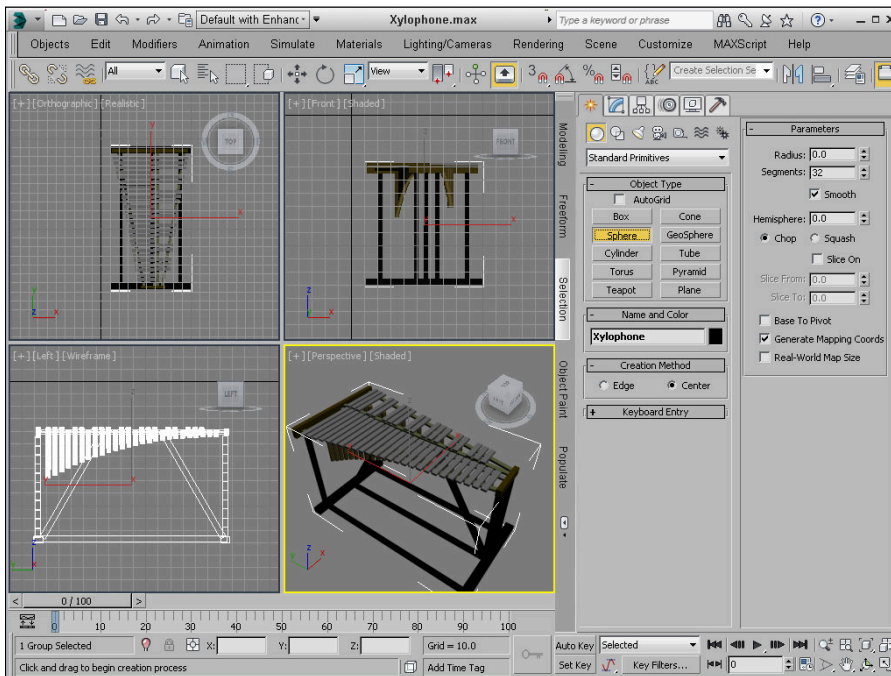 Default with Enhanc
Xylophone.max
Type a keyword or phrase
Objects Edit Modifiers Animation Simulate Materials Lighting/Cameras Rendering Scene Customize MAXScript Help
All
View
3
%
Create Selection Se
[+] [Orthographic] [Realistic]
TOP
y
x
y
z x
[+] [Front] [Shaded]
FRONT
x
z
x
Modeling
Freeform
Selection
Object Paint
Populate
[+] [Left] [Wireframe]
LEFT
[+] [Perspective] [Shaded]
z
x
Standard Primitives
- Object Type
AutoGrid
Box Cone
Sphere GeoSphere
Cylinder Tube
Torus Pyramid
Teapot Plane
- Name and Color
Xylophone
- Creation Method
Edge Center
+ Keyboard Entry
- Parameters
Radius: 0.0
Segments: 32
Smooth
Hemisphere: 0.0
Chop Squash
Slice On
Slice From: 0.0
Slice To: 0.0
Base To Pivot
Generate Mapping Coords
Real-World Map Size
< 0 / 100 >
0 10 20 30 40 50 60 70 80 90 100
1 Group Selected X: Y: Z: Grid = 10.0
Click and drag to begin creation process Add Time Tag
Auto Key Selected
Set Key Key Filters... 0